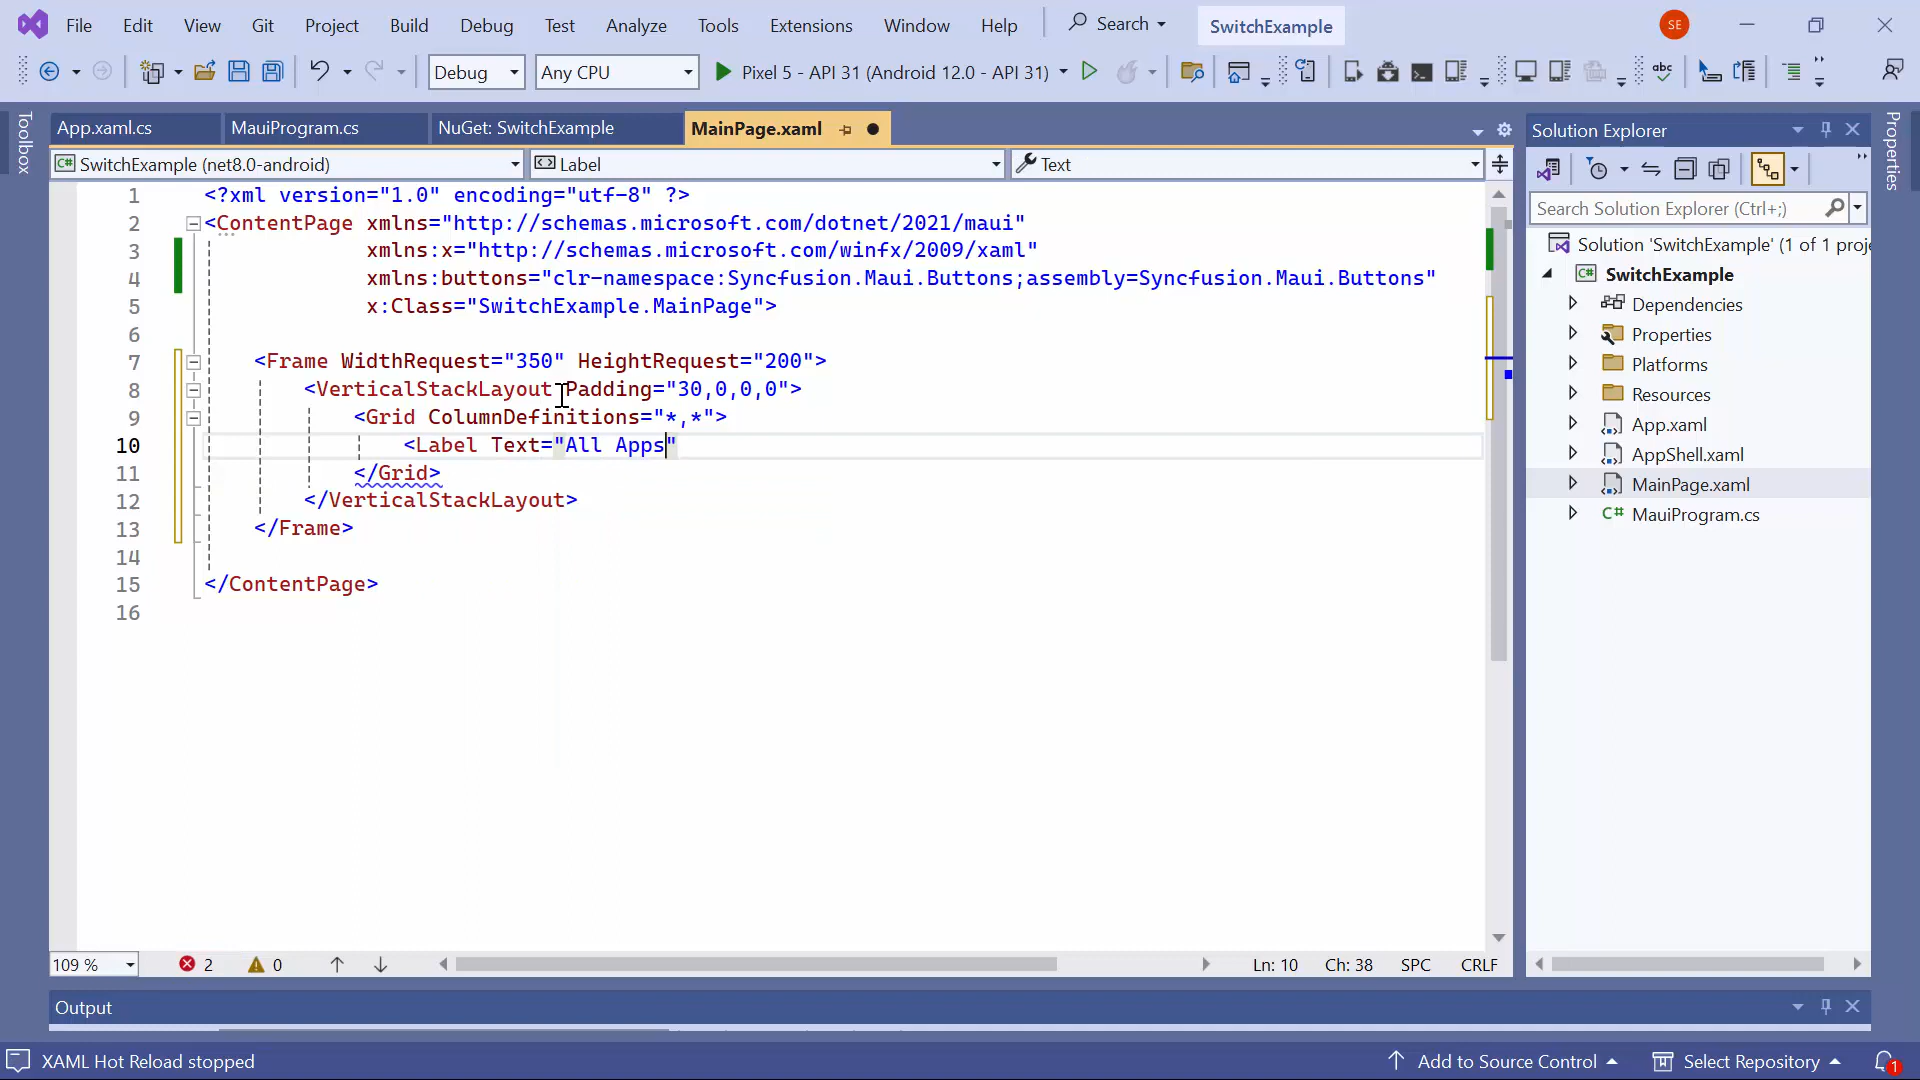 File Edit View Git Project Build Debug Test Analyze Tools Extensions Window Help Search SwitchExample SE
Debug Any CPU Pixel 5 - API 31 (Android 12.0 - API 31) abc
Toolbox
App.xaml.cs MauiProgram.cs NuGet: SwitchExample MainPage.xaml
SwitchExample (net8.0-android) Label Text
1 <?xml version="1.0" encoding="utf-8" ?>
2 <ContentPage xmlns="http://schemas.microsoft.com/dotnet/2021/maui"
3 xmlns:x="http://schemas.microsoft.com/winfx/2009/xaml"
4 xmlns:buttons="clr-namespace:Syncfusion.Maui.Buttons;assembly=Syncfusion.Maui.Buttons"
5 x:Class="SwitchExample.MainPage">
6
7 <Frame WidthRequest="350" HeightRequest="200">
8 <VerticalStackLayout Padding="30,0,0,0">
9 <Grid ColumnDefinitions="*,*">
10 <Label Text="All Apps"
11 </Grid>
12 </VerticalStackLayout>
13 </Frame>
14
15 </ContentPage>
16
109 % 2 0 Ln: 10 Ch: 38 SPC CRLF
Solution Explorer
Search Solution Explorer (Ctrl+;)
Solution 'SwitchExample' (1 of 1 proje
C# SwitchExample
Dependencies
Properties
Platforms
Resources
App.xaml
AppShell.xaml
MainPage.xaml
C# MauiProgram.cs
Properties
Output
XAML Hot Reload stopped Add to Source Control Select Repository 1